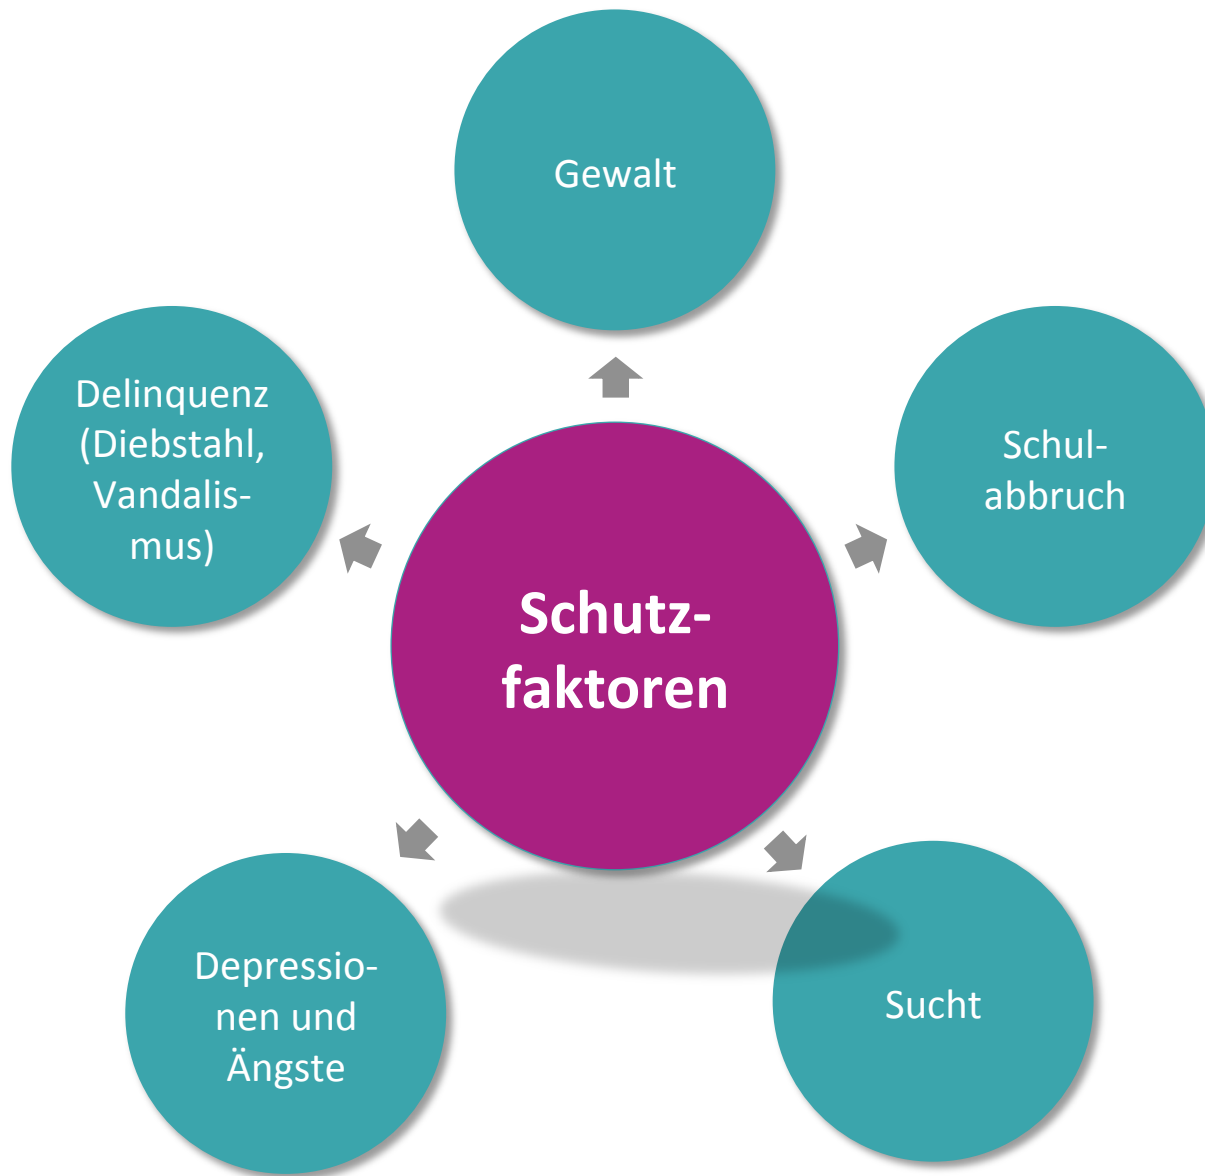 Gewalt
Delinquenz
(Diebstahl,
Vandalis-
mus)
Schul-
abbruch
Schutz-
faktoren
Depressio-
nen und
Ängste
Sucht